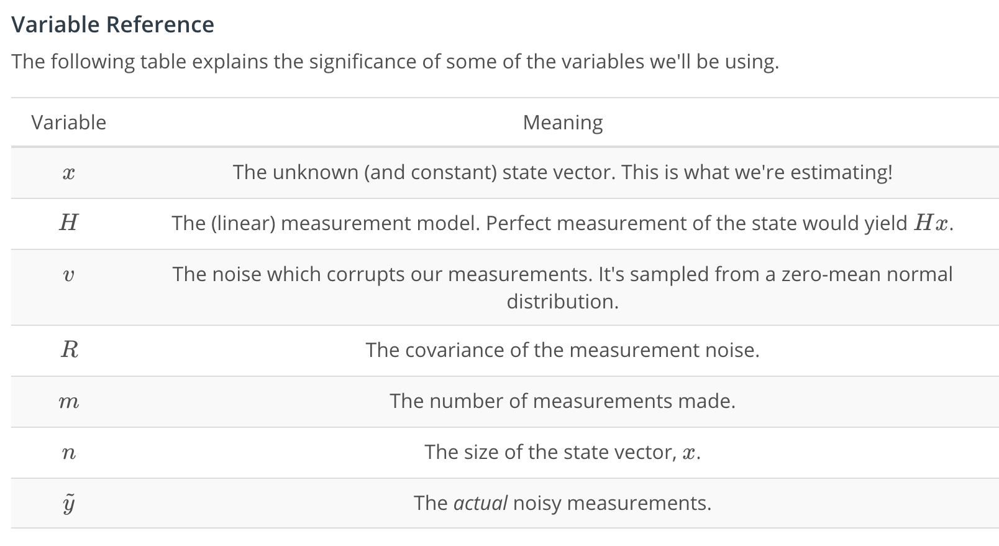 Variable Reference
The following table explains the significance of some of the variables we'll be using.
Variable Meaning
x The unknown (and constant) state vector. This is what we're estimating!
H The (linear) measurement model. Perfect measurement of the state would yield Hx.
v The noise which corrupts our measurements. It's sampled from a zero-mean normal
distribution.
R The covariance of the measurement noise.
m The number of measurements made.
n The size of the state vector, x.
ỹ The actual noisy measurements.